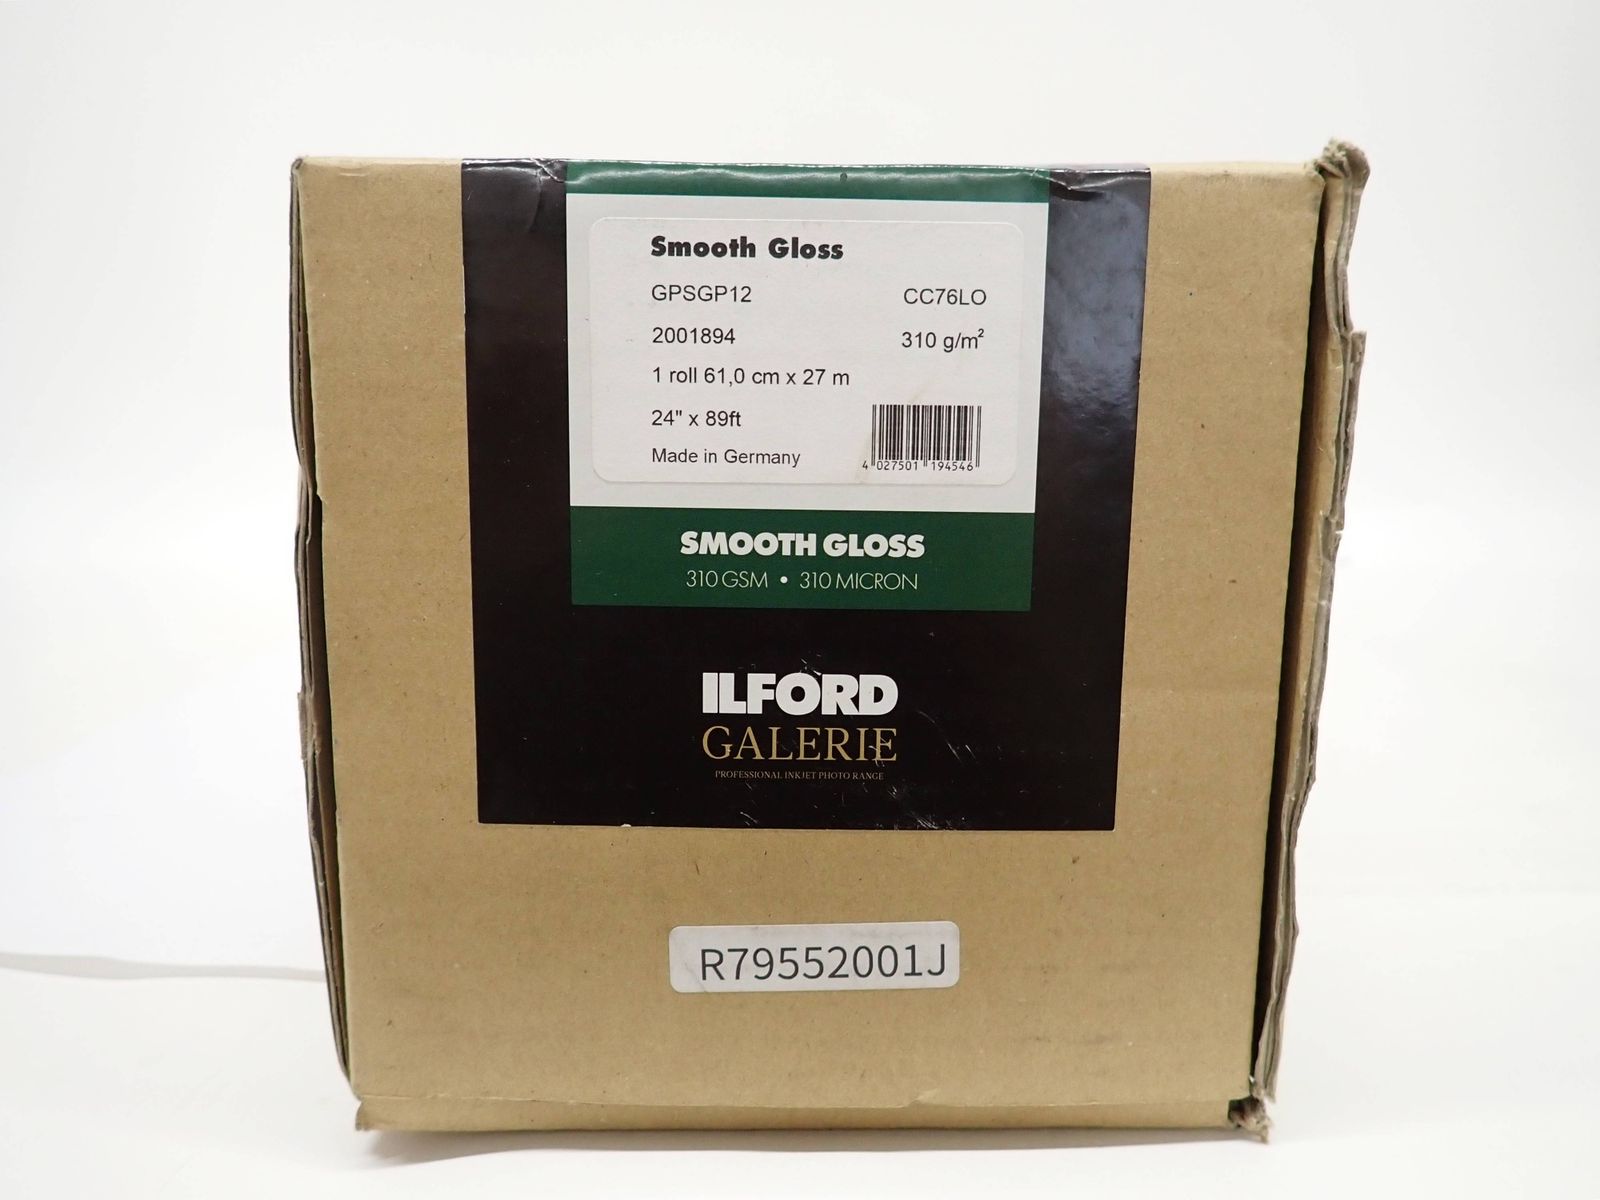 Smooth Gloss
GPSGP12 CC76LO
2001894 310 g/m²
1 roll 61,0 cm x 27 m
24" x 89ft
Made in Germany
4 027501 194546
SMOOTH GLOSS
310 GSM • 310 MICRON
ILFORD
GALERIE
PROFESSIONAL INKJET PHOTO RANGE
R79552001J